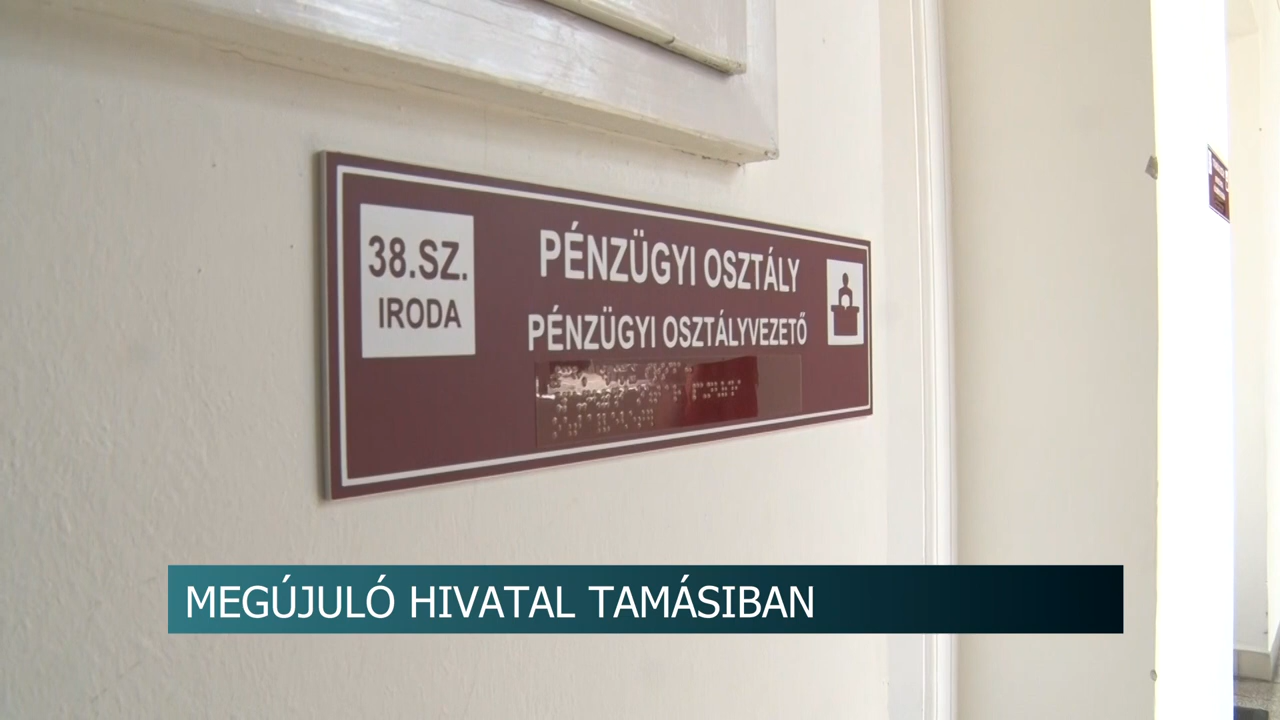 38.SZ.
IRODA
PÉNZÜGYI OSZTÁLY
PÉNZÜGYI OSZTÁLYVEZETŐ
MEGÚJULÓ HIVATAL TAMÁSIBAN